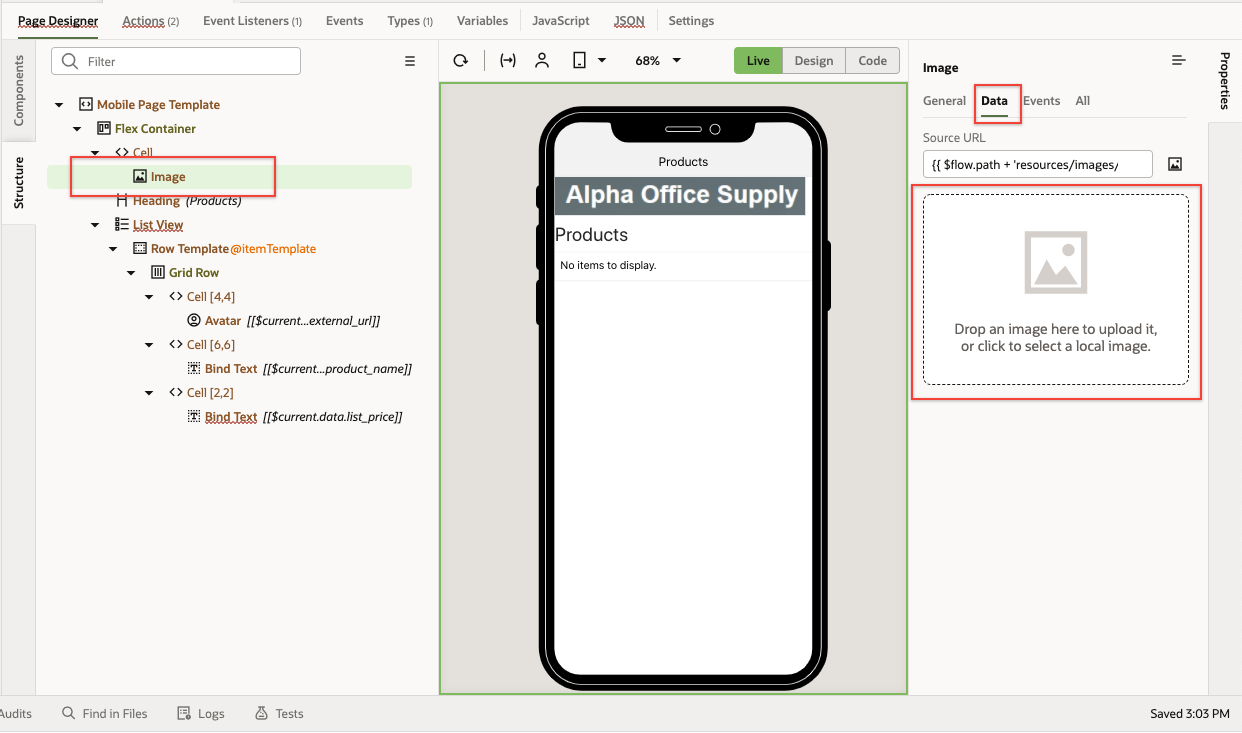 Page Designer Actions (2) Event Listeners (1) Events Types (1) Variables JavaScript JSON Settings
Components
Structure
Filter
Mobile Page Template
Flex Container
Cell
Image
Heading (Products)
List View
Row Template @itemTemplate
Grid Row
Cell [4,4]
Avatar [[$current...external_url]]
Cell [6,6]
Bind Text [[$current...product_name]]
Cell [2,2]
Bind Text [[$current.data.list_price]]
68%
Live Design Code
Products
Alpha Office Supply
Products
No items to display.
Image
General Data Events All
Source URL
{{ $flow.path + 'resources/images/
Drop an image here to upload it,
or click to select a local image.
Properties
Audits Find in Files Logs Tests
Saved 3:03 PM